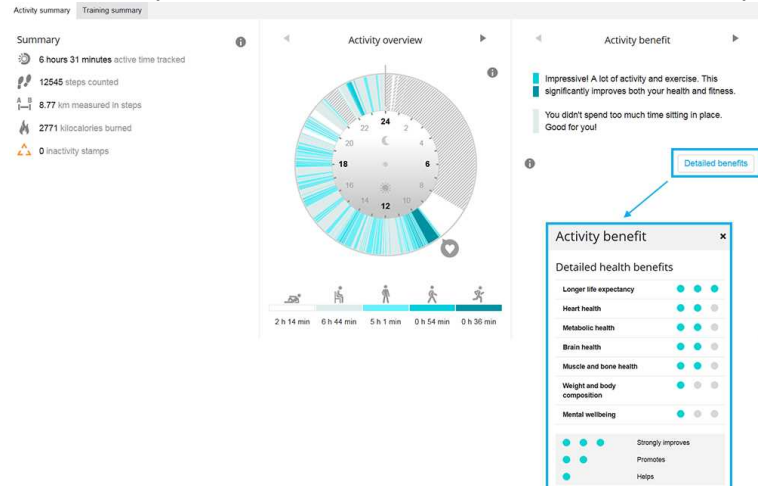 Activity summary
Training summary
Summary
6 hours 31 minutes active time tracked
12545 steps counted
A B
8.77 km measured in steps
2771 kilocalories burned
0 inactivity stamps
Activity overview
24
2
4
6
8
10
12
14
16
18
20
22
2 h 14 min
6 h 44 min
5 h 1 min
0 h 54 min
0 h 36 min
Activity benefit
Impressive! A lot of activity and exercise. This
significantly improves both your health and fitness.
You didn't spend too much time sitting in place.
Good for you!
Detailed benefits
Activity benefit
×
Detailed health benefits
Longer life expectancy
Heart health
Metabolic health
Brain health
Muscle and bone health
Weight and body
composition
Mental wellbeing
Strongly improves
Promotes
Helps